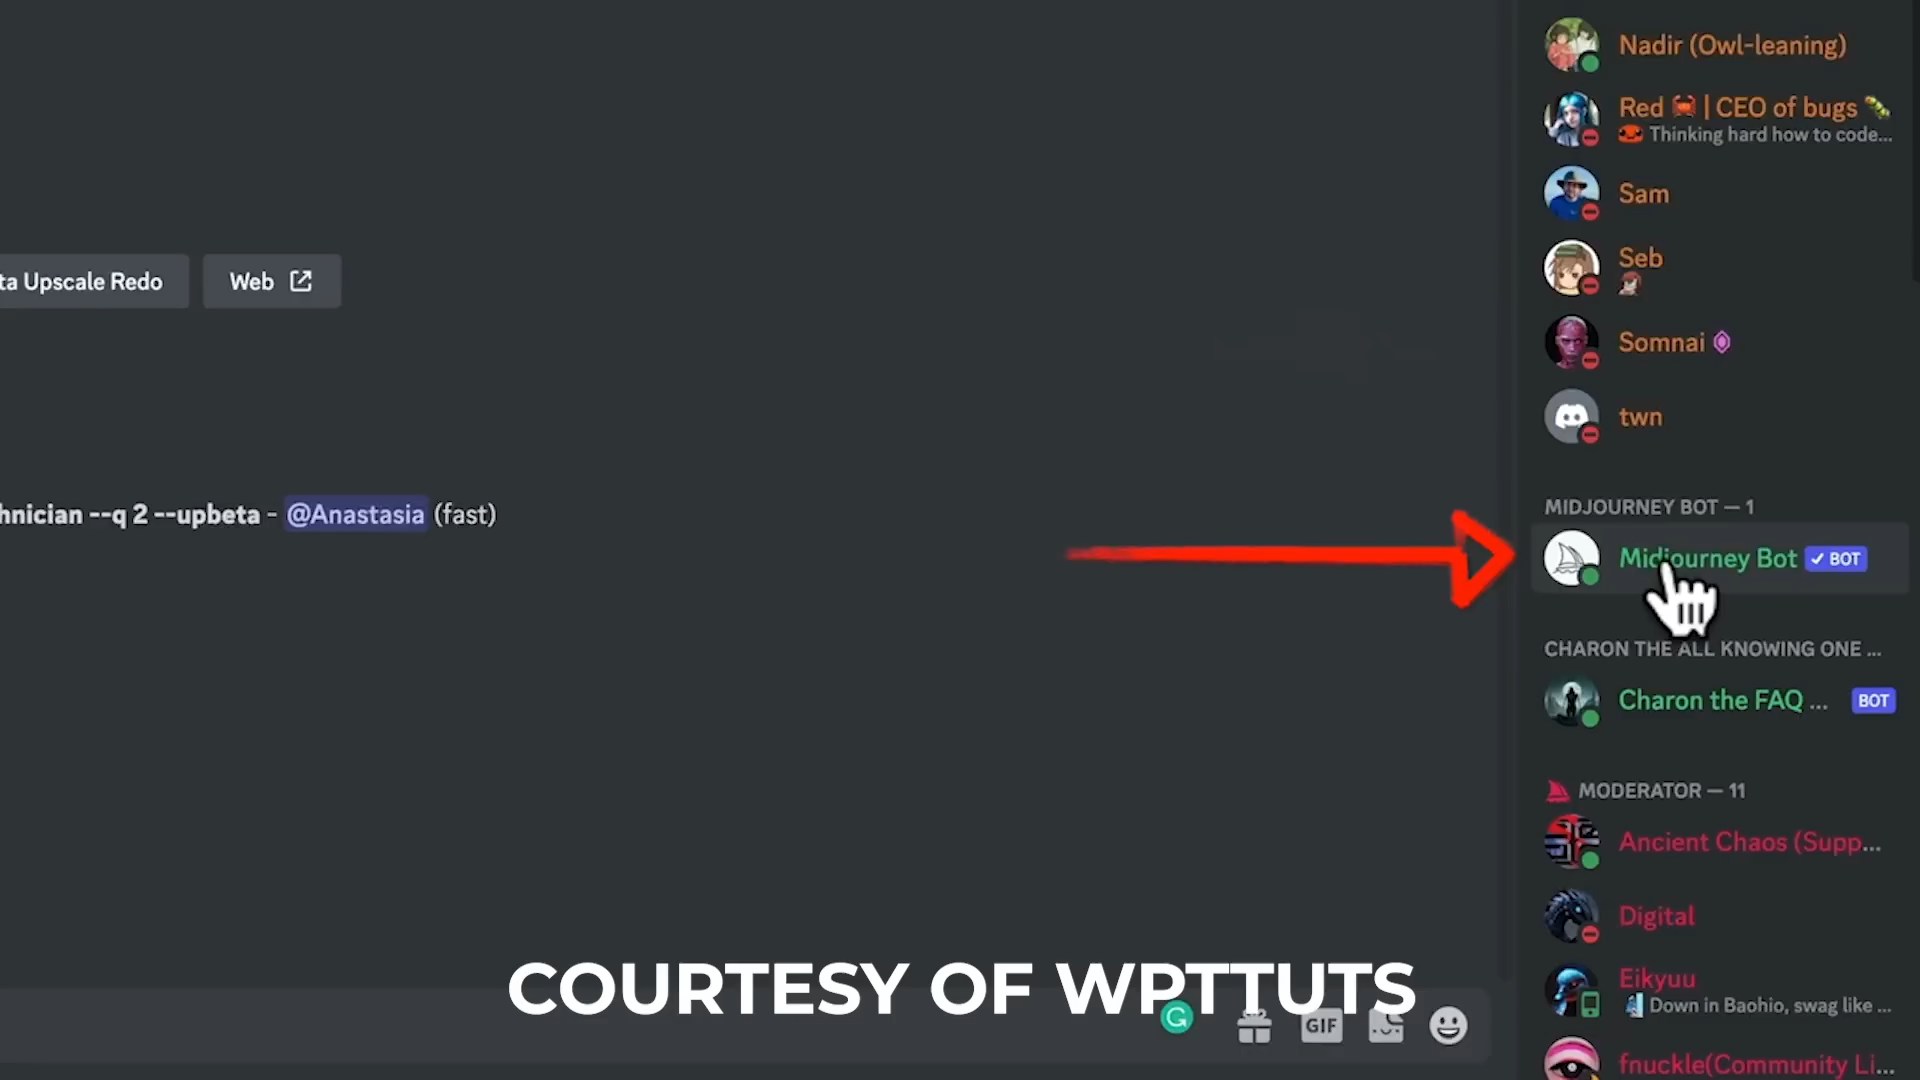 Nadir (Owl-leaning)
Red | CEO of bugs
Thinking hard how to code...
Sam
ta Upscale Redo
Web
Seb
Somnai
twn
hnician --q 2 --upbeta - @Anastasia (fast)
MIDJOURNEY BOT — 1
Midjourney Bot
BOT
CHARON THE ALL KNOWING ONE ...
Charon the FAQ ...
BOT
MODERATOR — 11
Ancient Chaos (Supp...
Digital
Eikyuu
Down in Baohio, swag like ...
COURTESY OF WPTTUTS
GIF
fnuckle(Community Li...